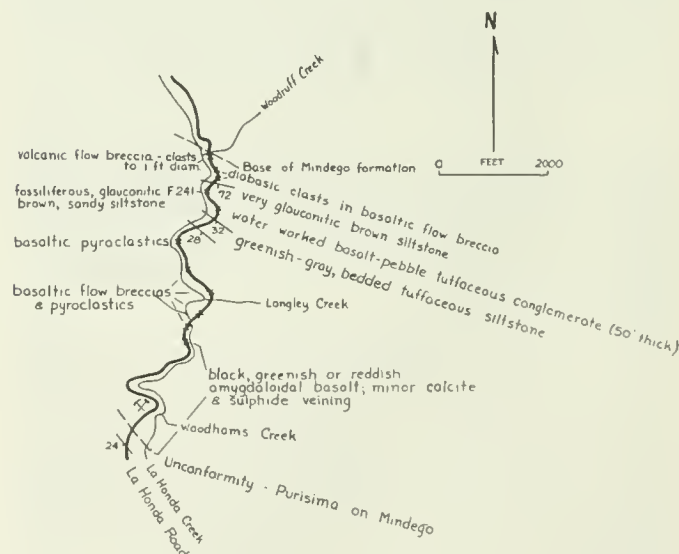 N
Woodruff Creek
volcanic flow breccia - clasts
to 1 ft diam.
Base of Mindego formation
0 FEET 2000
diabasic clasts in basaltic flow breccia
fossiliferous, glauconitic F241
brown, sandy siltstone
72
very glauconitic brown siltstone
water worked basalt-pebble tuffaceous conglomerate (50' thick)
32
28
greenish-gray, bedded tuffaceous siltstone
basaltic pyroclastics
basaltic flow breccias
& pyroclastics
Langley Creek
black, greenish or reddish
amygdaloidal basalt; minor calcite
& sulphide veining
Woodhams Creek
24
Unconformity - Purisima on Mindego
La Honda Creek
La Honda Road